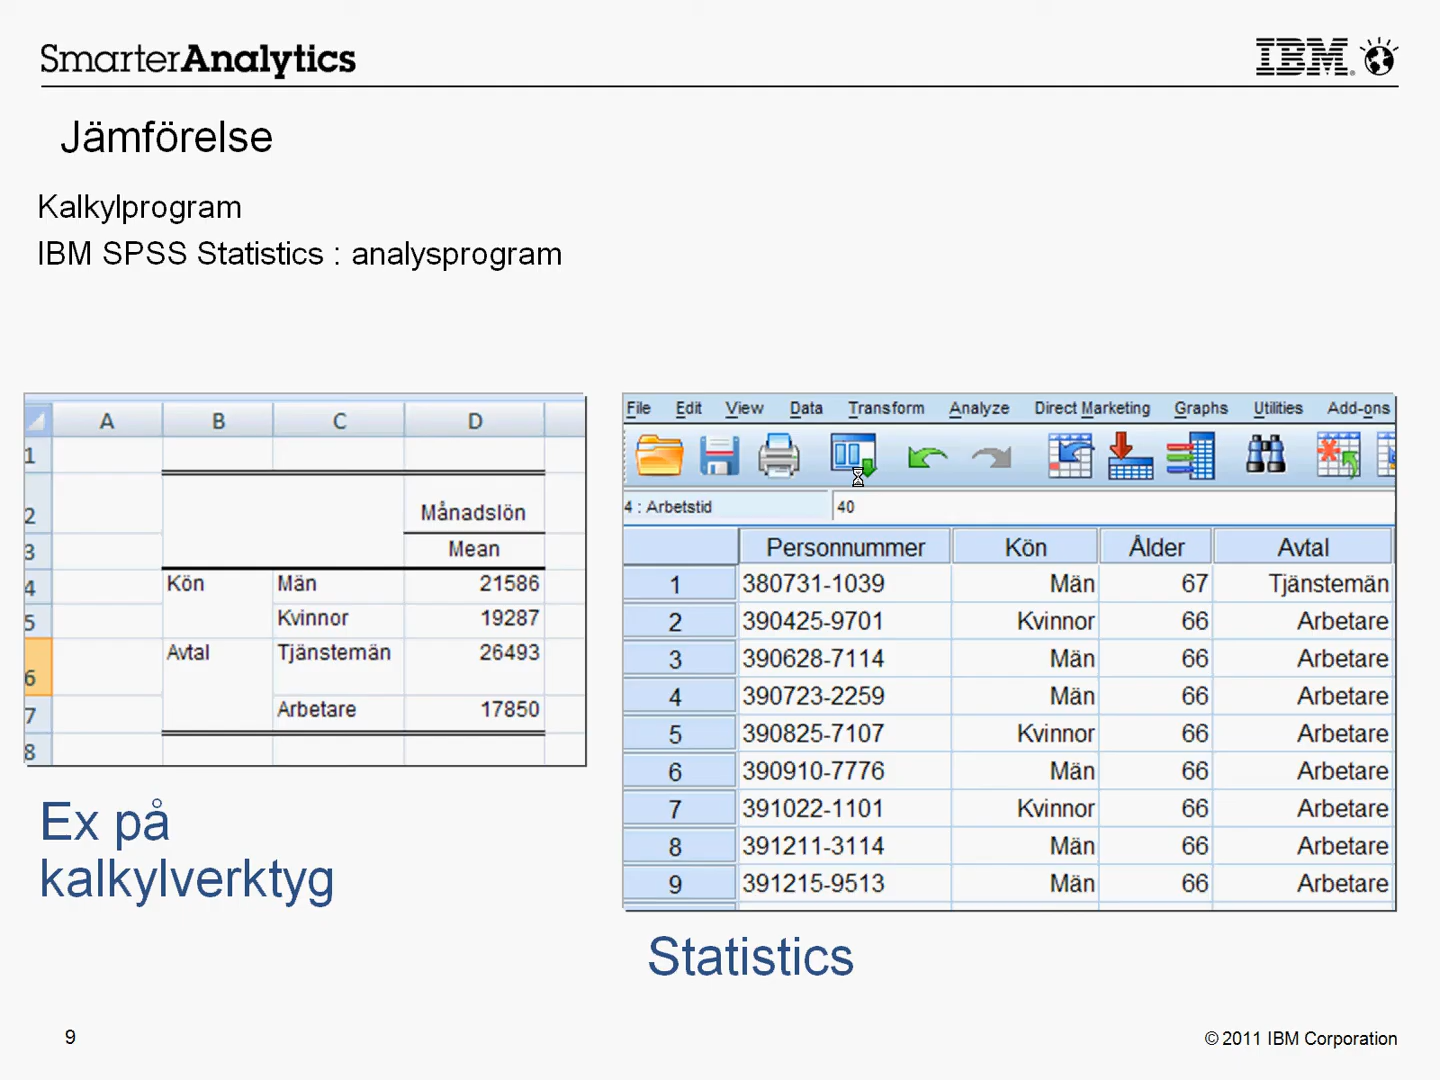 SmarterAnalytics
IBM
Jämförelse
Kalkylprogram
IBM SPSS Statistics : analysprogram
A B C D
1
2 Månadslön
3 Mean
4 Kön Män 21586
5 Kvinnor 19287
6 Avtal Tjänstemän 26493
7 Arbetare 17850
8
Ex på
kalkylverktyg
File Edit View Data Transform Analyze Direct Marketing Graphs Utilities Add-ons
4 : Arbetstid 40
Personnummer Kön Ålder Avtal
1 380731-1039 Män 67 Tjänstemän
2 390425-9701 Kvinnor 66 Arbetare
3 390628-7114 Män 66 Arbetare
4 390723-2259 Män 66 Arbetare
5 390825-7107 Kvinnor 66 Arbetare
6 390910-7776 Män 66 Arbetare
7 391022-1101 Kvinnor 66 Arbetare
8 391211-3114 Män 66 Arbetare
9 391215-9513 Män 66 Arbetare
Statistics
9
© 2011 IBM Corporation